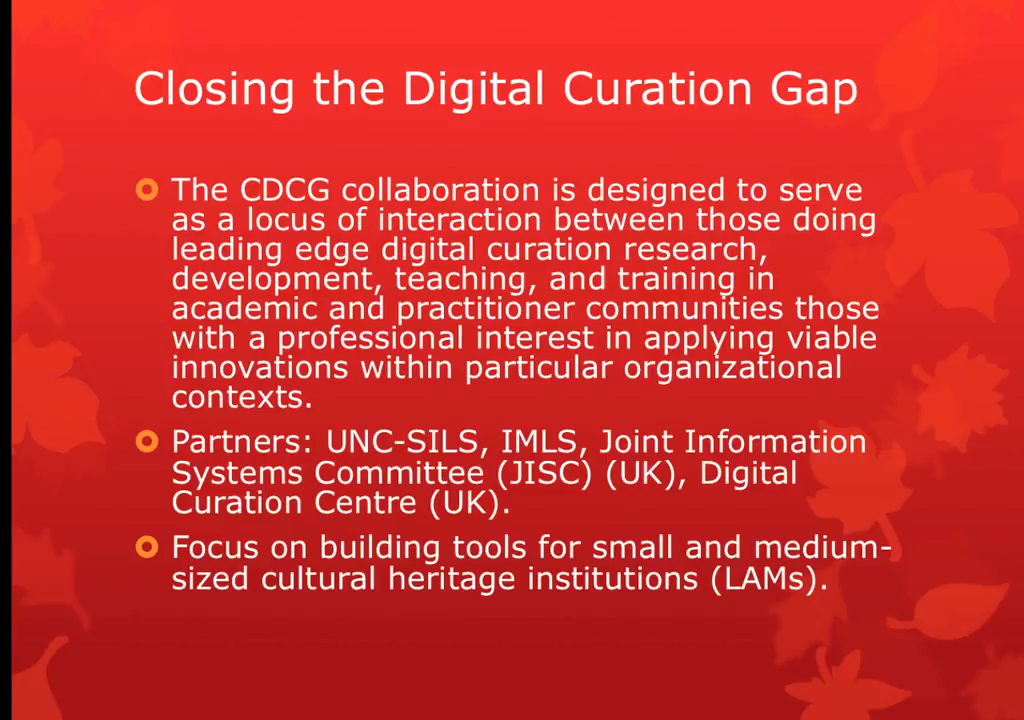 Closing the Digital Curation Gap
The CDCG collaboration is designed to serve
as a locus of interaction between those doing
leading edge digital curation research,
development, teaching, and training in
academic and practitioner communities those
with a professional interest in applying viable
innovations within particular organizational
contexts.
Partners: UNC-SILS, IMLS, Joint Information
Systems Committee (JISC) (UK), Digital
Curation Centre (UK).
Focus on building tools for small and medium-
sized cultural heritage institutions (LAMs).